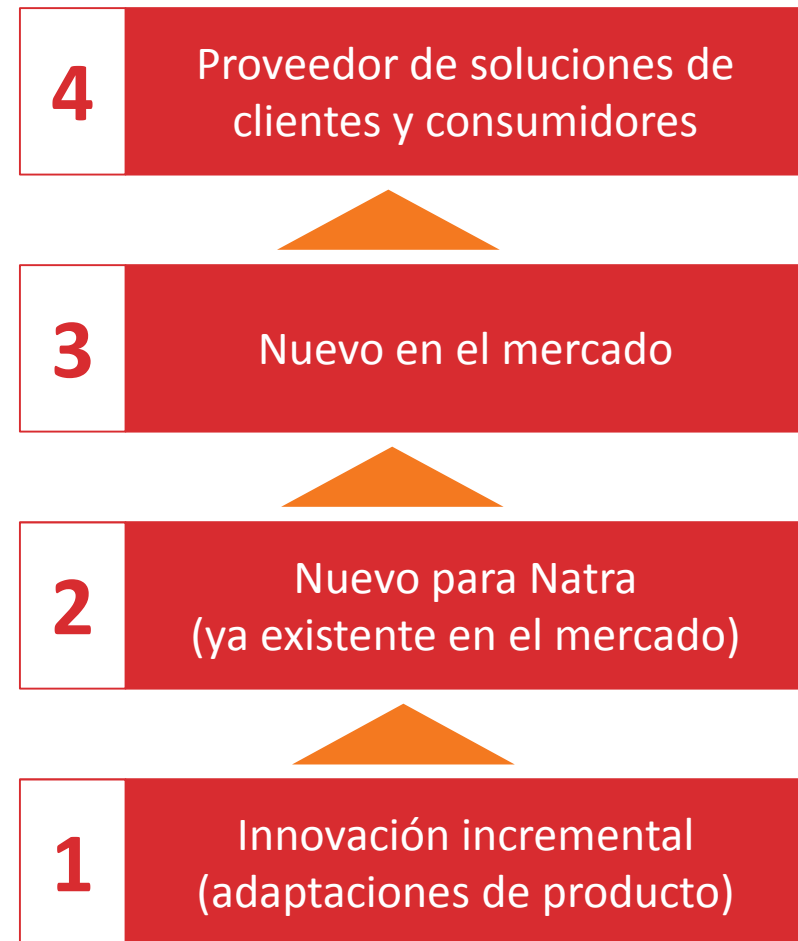 4
Proveedor de soluciones de
clientes y consumidores
3
Nuevo en el mercado
2
Nuevo para Natra
(ya existente en el mercado)
1
Innovación incremental
(adaptaciones de producto)